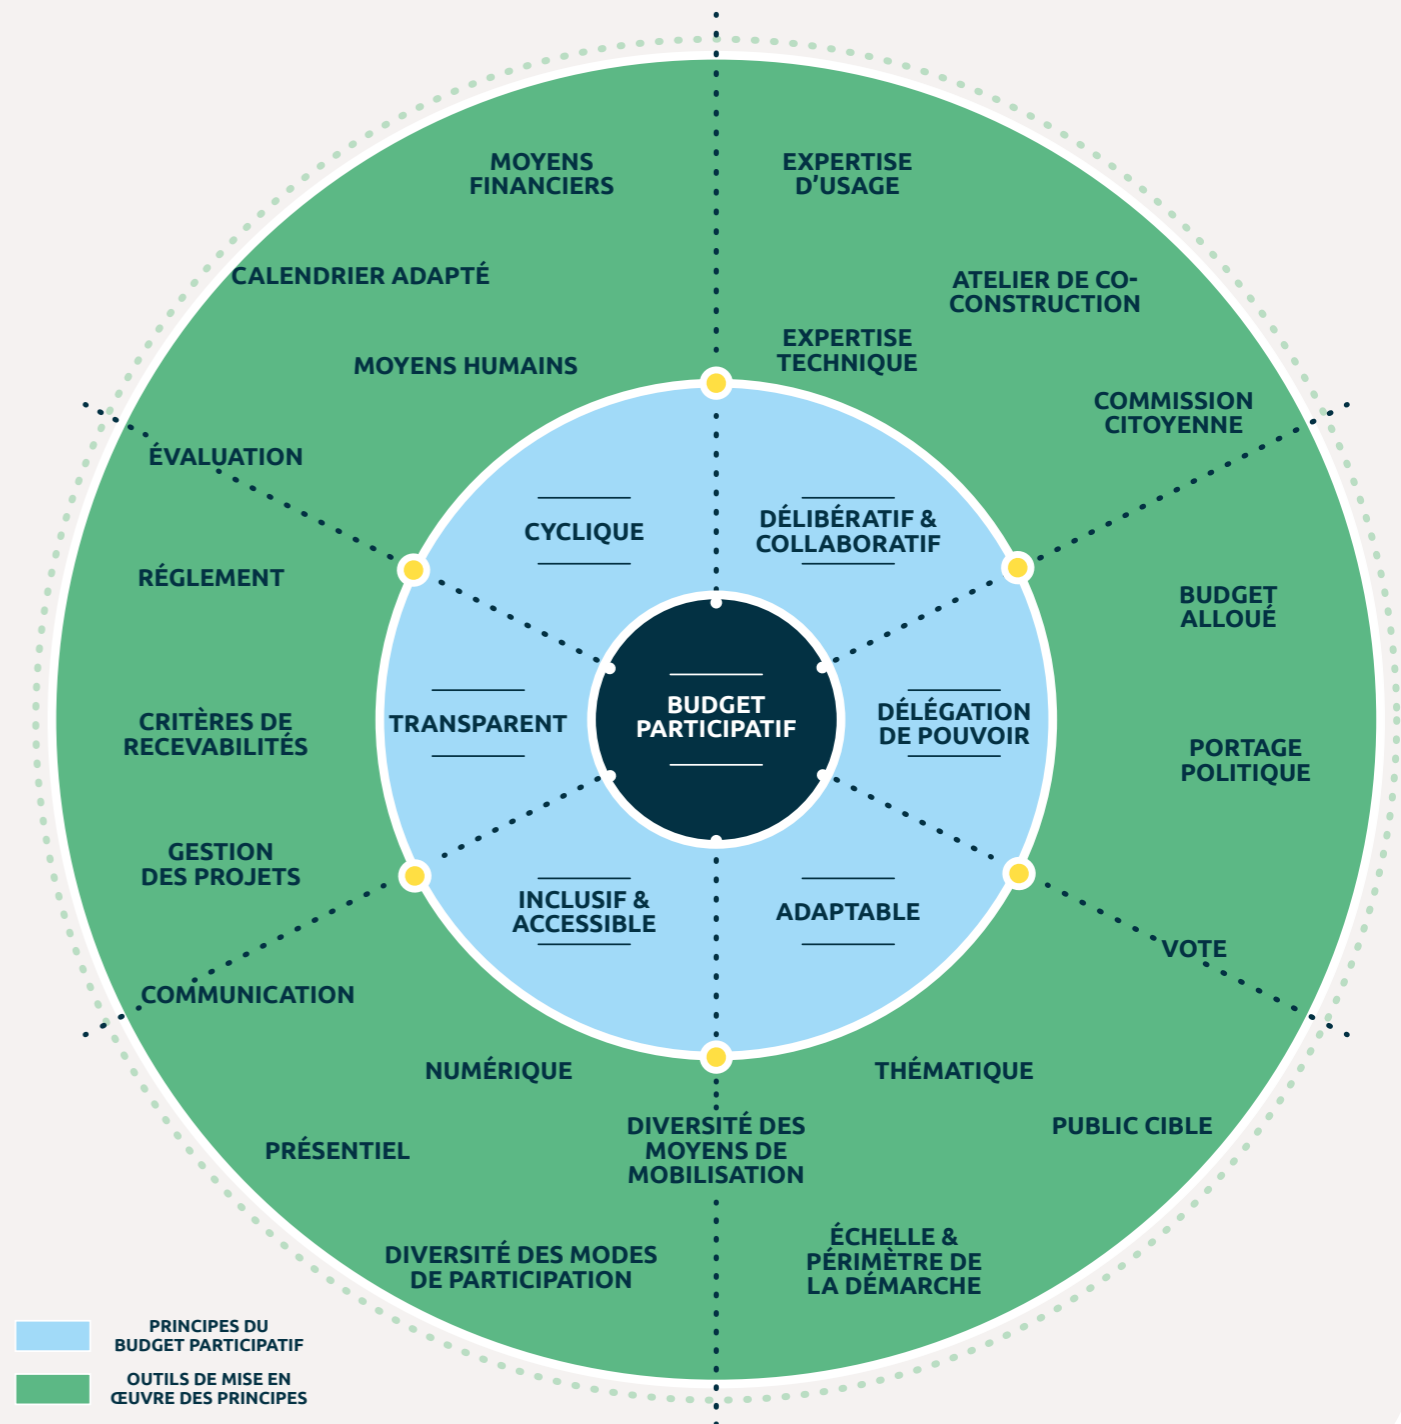 MOYENS
FINANCIERS
EXPERTISE
D’USAGE
CALENDRIER ADAPTÉ
ATELIER DE CO-
CONSTRUCTION
MOYENS HUMAINS
EXPERTISE
TECHNIQUE
COMMISSION
CITOYENNE
ÉVALUATION
CYCLIQUE
DÉLIBÉRATIF &
COLLABORATIF
RÉGLEMENT
BUDGET
ALLOUÉ
CRITÈRES DE
RECEVABILITÉS
TRANSPARENT
BUDGET
PARTICIPATIF
DÉLÉGATION
DE POUVOIR
PORTAGE
POLITIQUE
GESTION
DES PROJETS
INCLUSIF &
ACCESSIBLE
ADAPTABLE
VOTE
COMMUNICATION
NUMÉRIQUE
THÉMATIQUE
DIVERSITÉ DES
MOYENS DE
MOBILISATION
PUBLIC CIBLE
PRÉSENTIEL
DIVERSITÉ DES MODES
DE PARTICIPATION
ÉCHELLE &
PÉRIMÈTRE DE
LA DÉMARCHE
PRINCIPES DU
BUDGET PARTICIPATIF
OUTILS DE MISE EN
ŒUVRE DES PRINCIPES